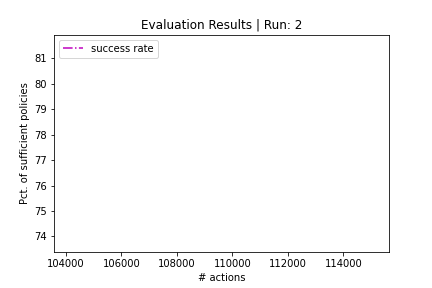 Evaluation Results | Run: 2
success rate
81
80
79
78
77
76
75
74
Pct. of sufficient policies
104000 106000 108000 110000 112000 114000
# actions